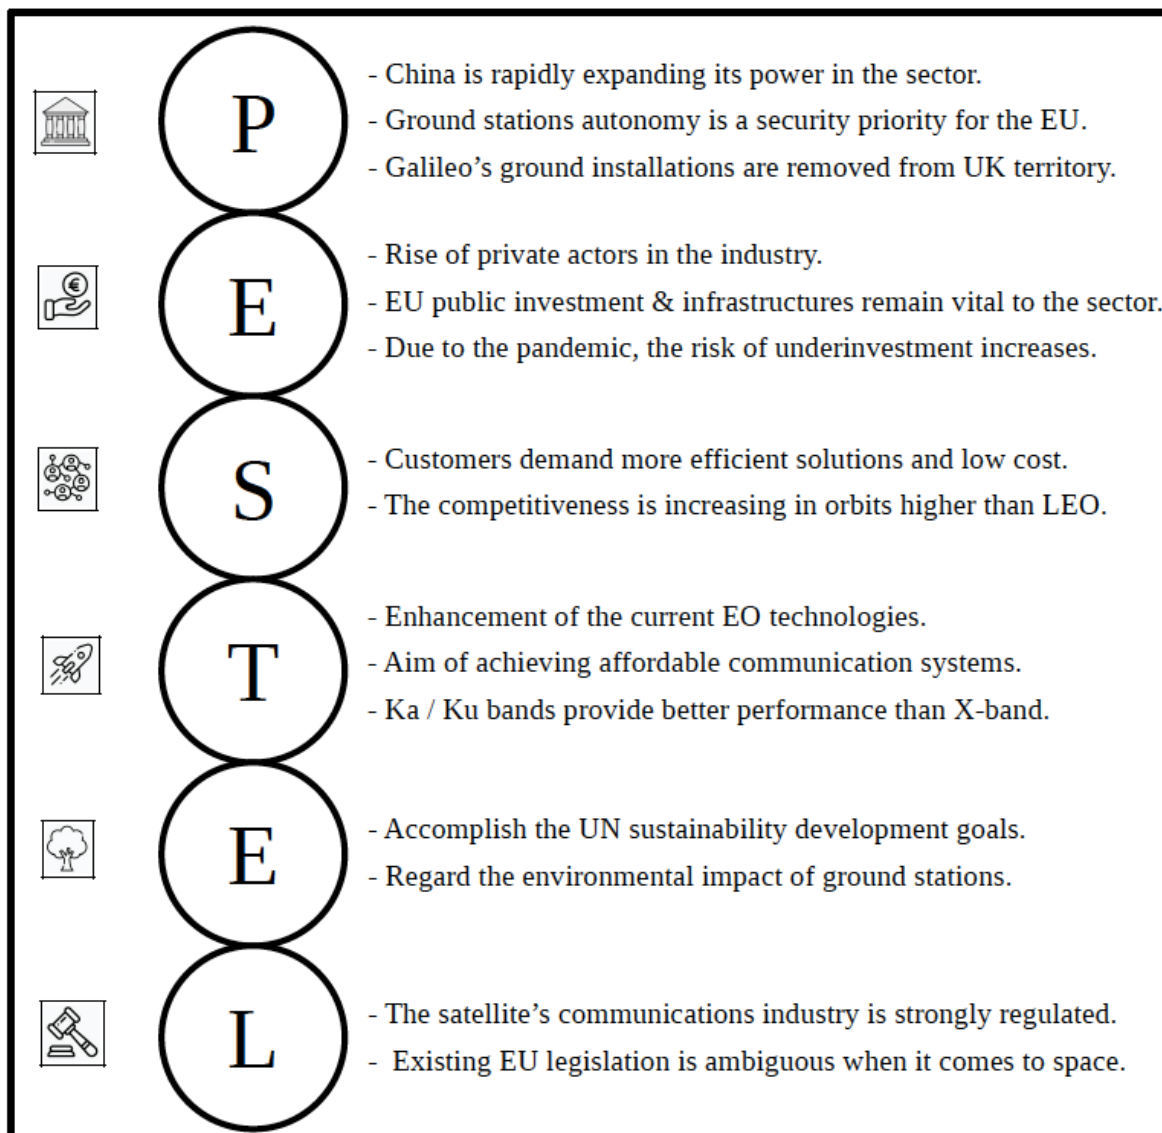 P
- China is rapidly expanding its power in the sector.
- Ground stations autonomy is a security priority for the EU.
- Galileo’s ground installations are removed from UK territory.
E
- Rise of private actors in the industry.
- EU public investment & infrastructures remain vital to the sector.
- Due to the pandemic, the risk of underinvestment increases.
S
- Customers demand more efficient solutions and low cost.
- The competitiveness is increasing in orbits higher than LEO.
T
- Enhancement of the current EO technologies.
- Aim of achieving affordable communication systems.
- Ka / Ku bands provide better performance than X-band.
E
- Accomplish the UN sustainability development goals.
- Regard the environmental impact of ground stations.
L
- The satellite’s communications industry is strongly regulated.
- Existing EU legislation is ambiguous when it comes to space.